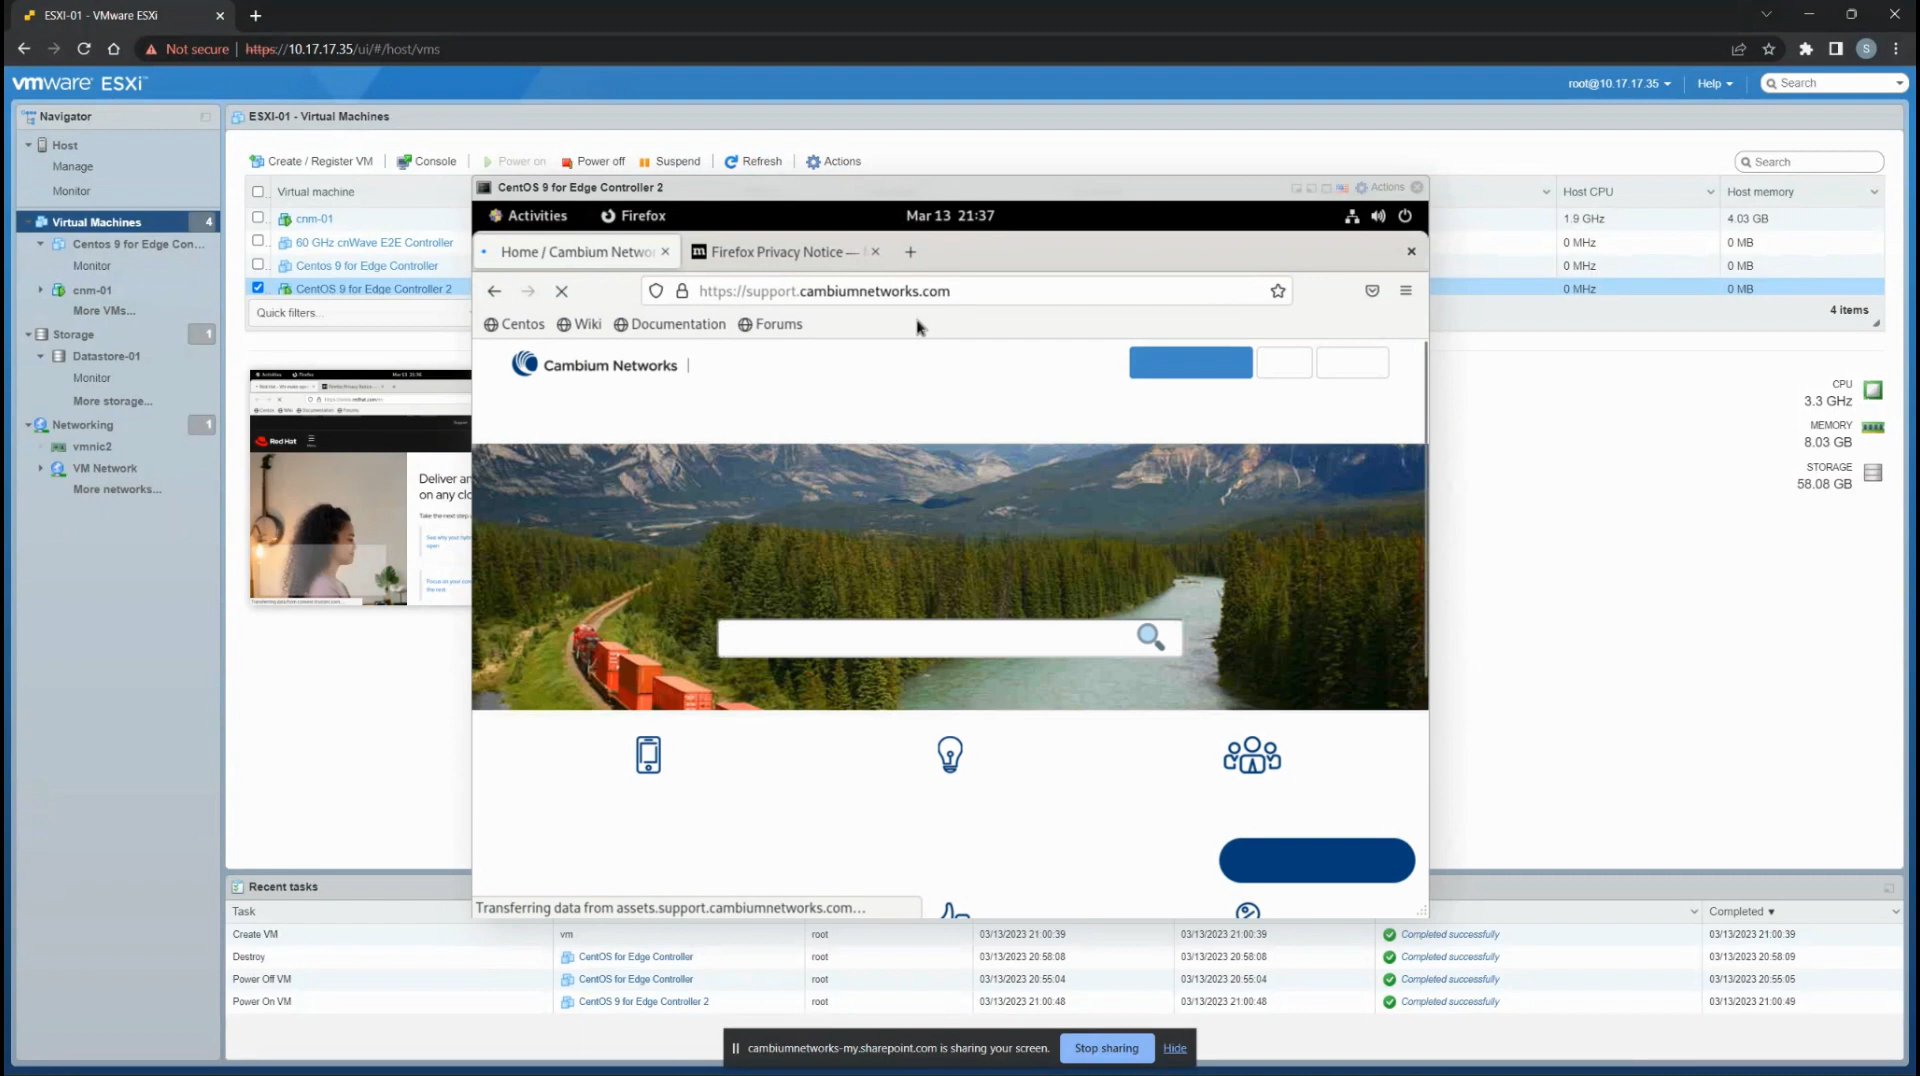 ESXI-01 - VMware ESXi
Not secure | https://10.17.17.35/ui/#/host/vms
S
vmware ESXi
root@10.17.17.35
Help
Search
Navigator
Host
Manage
Monitor
Virtual Machines 4
Centos 9 for Edge Con...
Monitor
cnm-01
More VMs...
Storage 1
Datastore-01
Monitor
More storage...
Networking 1
vmnic2
VM Network
More networks...
ESXI-01 - Virtual Machines
Create / Register VM | Console | Power on Power off Suspend | Refresh | Actions
Search
Virtual machine
Host CPU
Host memory
cnm-01
1.9 GHz
4.03 GB
60 GHz cnWave E2E Controller
0 MHz
0 MB
Centos 9 for Edge Controller
0 MHz
0 MB
CentOS 9 for Edge Controller 2
0 MHz
0 MB
Quick filters...
4 items
CentOS 9 for Edge Controller 2
Actions
Activities Firefox
Mar 13 21:37
Home / Cambium Networ
Firefox Privacy Notice —
https://support.cambiumnetworks.com
Centos Wiki Documentation Forums
Cambium Networks |
Transferring data from assets.support.cambiumnetworks.com...
Red Hat
Deliver an
on any clo
Take the next step
CPU
3.3 GHz
MEMORY
8.03 GB
STORAGE
58.08 GB
Recent tasks
Task
Completed ▼
Create VM vm root 03/13/2023 21:00:39 03/13/2023 21:00:39 Completed successfully 03/13/2023 21:00:39
Destroy CentOS for Edge Controller root 03/13/2023 20:58:08 03/13/2023 20:58:08 Completed successfully 03/13/2023 20:58:09
Power Off VM CentOS for Edge Controller root 03/13/2023 20:55:04 03/13/2023 20:55:04 Completed successfully 03/13/2023 20:55:05
Power On VM CentOS 9 for Edge Controller 2 root 03/13/2023 21:00:48 03/13/2023 21:00:48 Completed successfully 03/13/2023 21:00:49
cambiumnetworks-my.sharepoint.com is sharing your screen.
Stop sharing
Hide